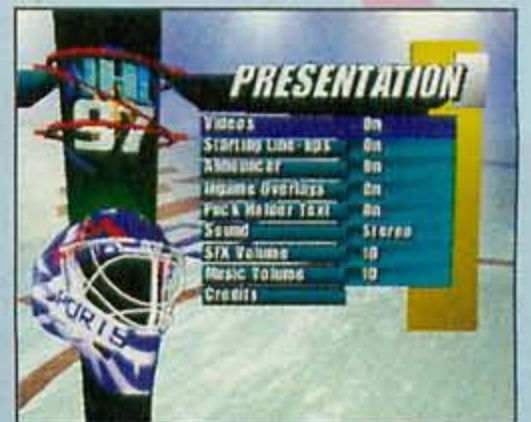 NHL
97
PRESENTATION
Videos On
Starting Line-ups On
Announcer On
Ingame Overlays On
Puck Holder Text On
Sound Stereo
SFX Volume 10
Music Volume 10
Credits
SPORTS